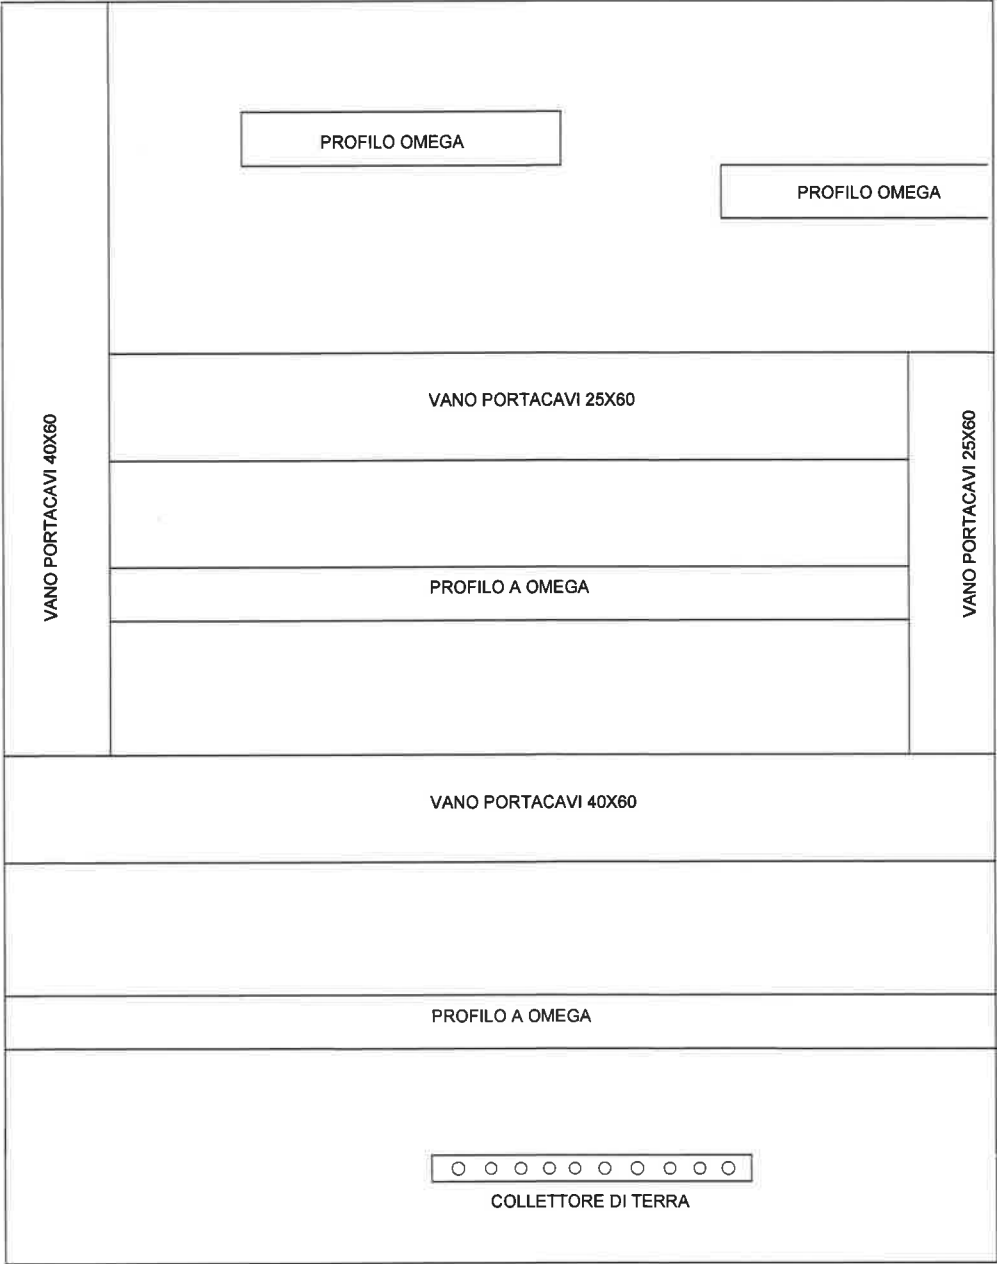 PROFILO OMEGA
PROFILO OMEGA
VANO PORTACAVI 25X60
VANO PORTACAVI 40X60
VANO PORTACAVI 25X60
PROFILO A OMEGA
VANO PORTACAVI 40X60
PROFILO A OMEGA
COLLETTORE DI TERRA